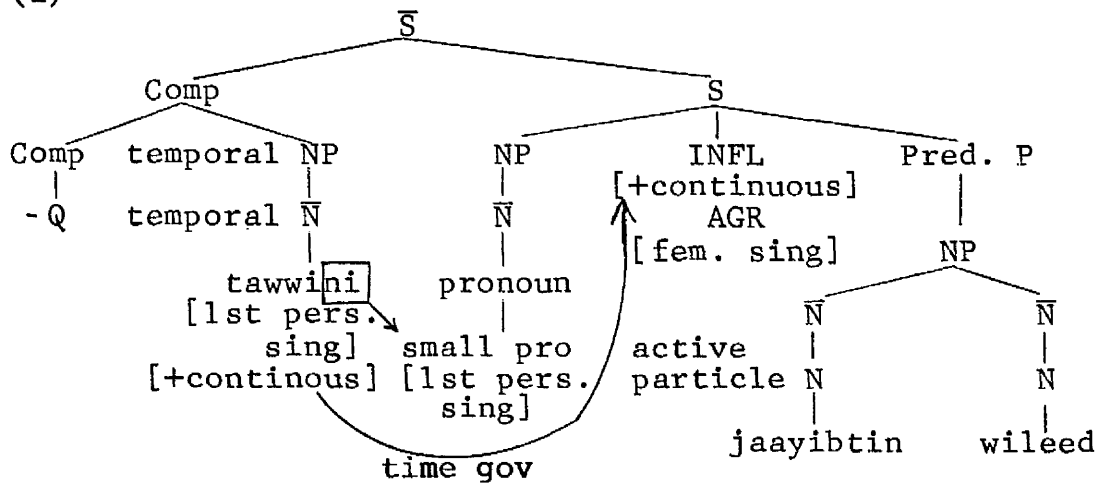 S̅
Comp S
Comp temporal NP NP INFL Pred. P
[+continuous]
-Q temporal N̅ N̅ AGR
[fem. sing] NP
tawwini pronoun
[1st pers. N̅ N̅
sing] small pro active
[+continous] [1st pers. particle N N
sing]
jaayibtin wileed
time gov